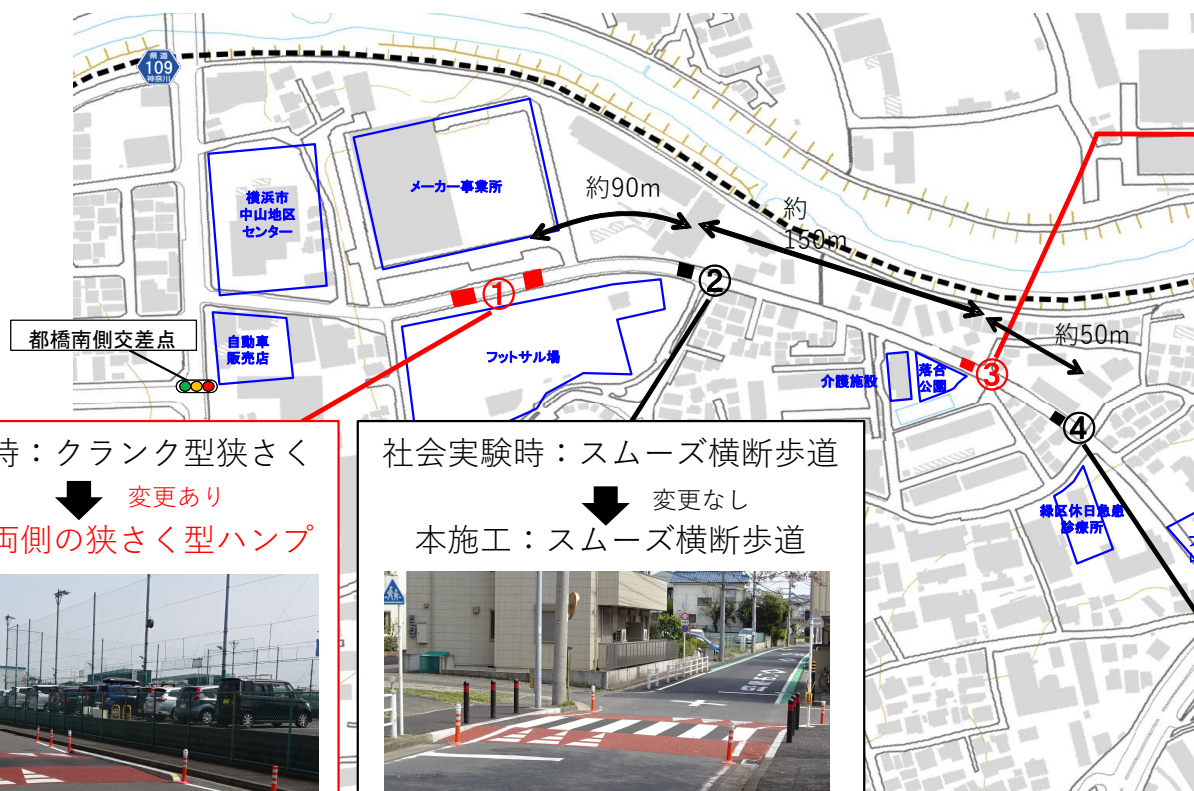 県道
109
神奈川
横浜市
中山地区
センター
メーカー事業所
約90m
約
150m
①
②
都橋南側交差点
自動車
販売店
フットサル場
約50m
介護施設
落合
公園
③
④
緑区休日急患
診療所
時：クランク型狭さく
変更あり
両側の狭さく型ハンプ
社会実験時：スムーズ横断歩道
変更なし
本施工：スムーズ横断歩道